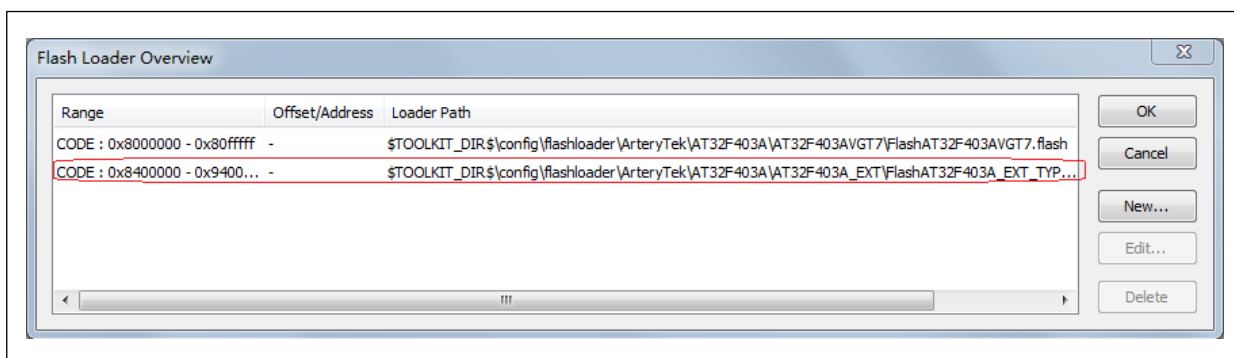 Flash Loader Overview
Range Offset/Address Loader Path
CODE : 0x8000000 - 0x80fffff - $TOOLKIT_DIR$\config\flashloader\ArteryTek\AT32F403A\AT32F403AVGT7\FlashAT32F403AVGT7.flash
CODE : 0x8400000 - 0x9400... - $TOOLKIT_DIR$\config\flashloader\ArteryTek\AT32F403A\AT32F403A_EXT\FlashAT32F403A_EXT_TYP...
OK
Cancel
New...
Edit...
Delete